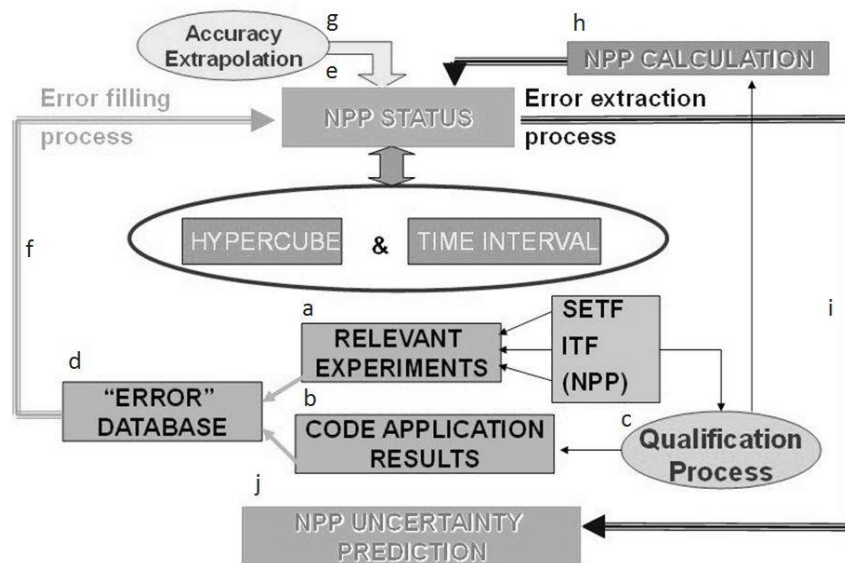 g
h
Accuracy
Extrapolation
e
NPP CALCULATION
Error filling
process
NPP STATUS
Error extraction
process
HYPERCUBE
&
TIME INTERVAL
f
i
a
SETF
ITF
(NPP)
RELEVANT
EXPERIMENTS
d
b
c
"ERROR"
DATABASE
CODE APPLICATION
RESULTS
Qualification
Process
j
NPP UNCERTAINTY
PREDICTION